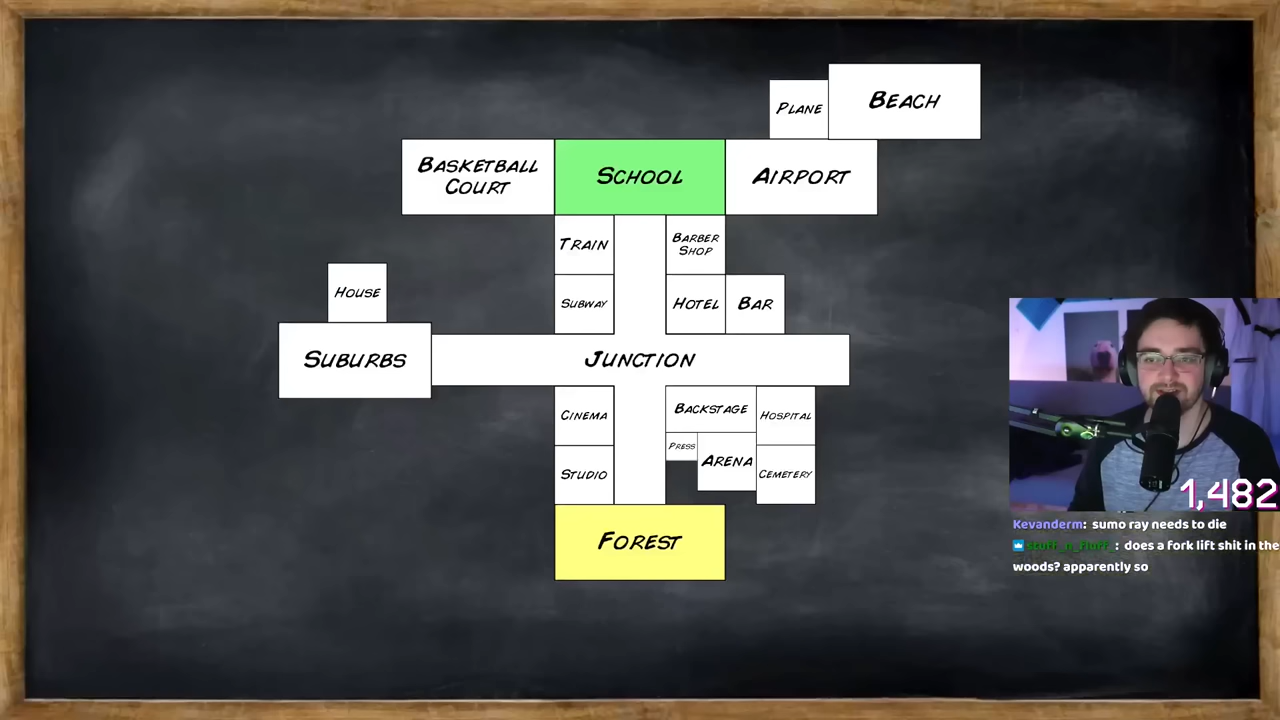 BEACH
PLANE
BASKETBALL
COURT
SCHOOL
AIRPORT
TRAIN
BARBER
SHOP
HOUSE
SUBWAY
HOTEL
BAR
SUBURBS
JUNCTION
CINEMA
BACKSTAGE
HOSPITAL
PRESS
ARENA
STUDIO
CEMETERY
FOREST
1,482
Kevanderm: sumo ray needs to die
stuff_n_fluff_: does a fork lift shit in the
woods? apparently so